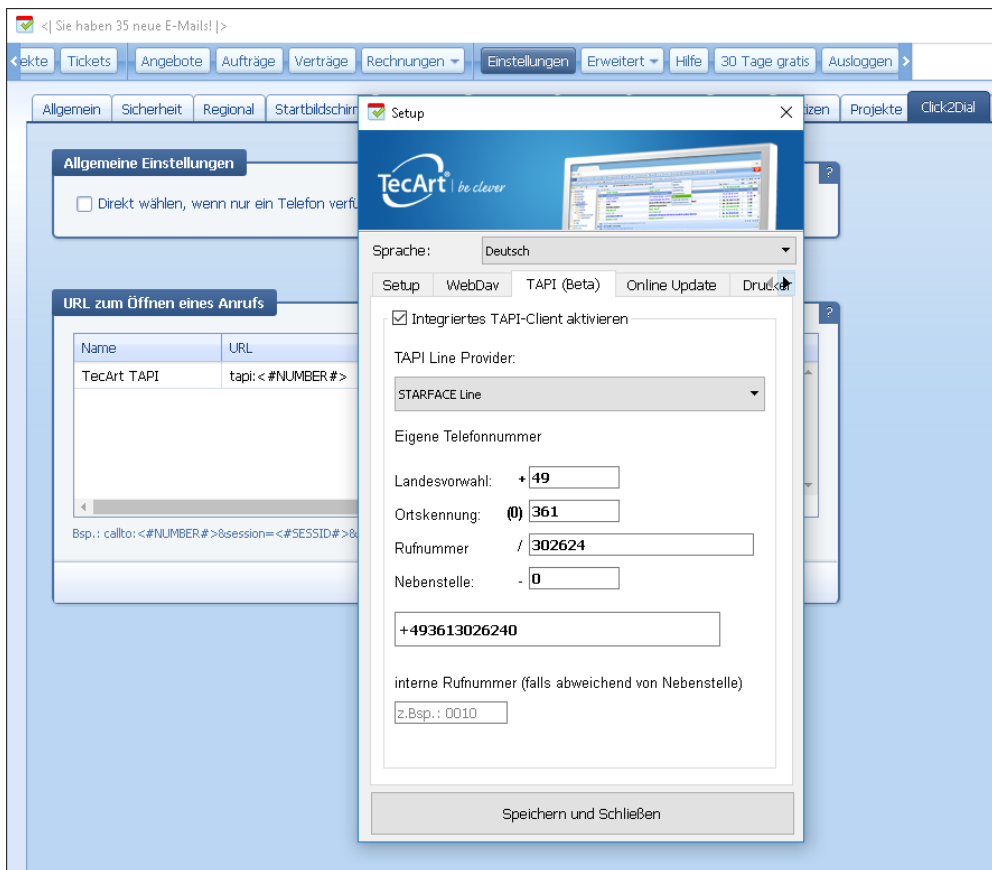 <| Sie haben 35 neue E-Mails! |>
ekte Tickets Angebote Aufträge Verträge Rechnungen Einstellungen Erweitert Hilfe 30 Tage gratis Ausloggen
Allgemein Sicherheit Regional Startbildschirm Projekte Click2Dial
Setup
Allgemeine Einstellungen
?
TecArt® | be clever
Direkt wählen, wenn nur ein Telefon verfü
Sprache: Deutsch
Setup WebDav TAPI (Beta) Online Update Drucker
URL zum Öffnen eines Anrufs
?
Integriertes TAPI-Client aktivieren
Name URL
TAPI Line Provider:
TecArt TAPI tapi:<#NUMBER#>
STARFACE Line
Eigene Telefonnummer
Landesvorwahl: + 49
Ortskennung: (0) 361
Bsp.: callto:<#NUMBER#>&session=<#SESSID#>&
Rufnummer / 302624
Nebenstelle: - 0
+493613026240
interne Rufnummer (falls abweichend von Nebenstelle)
z.Bsp.: 0010
Speichern und Schließen